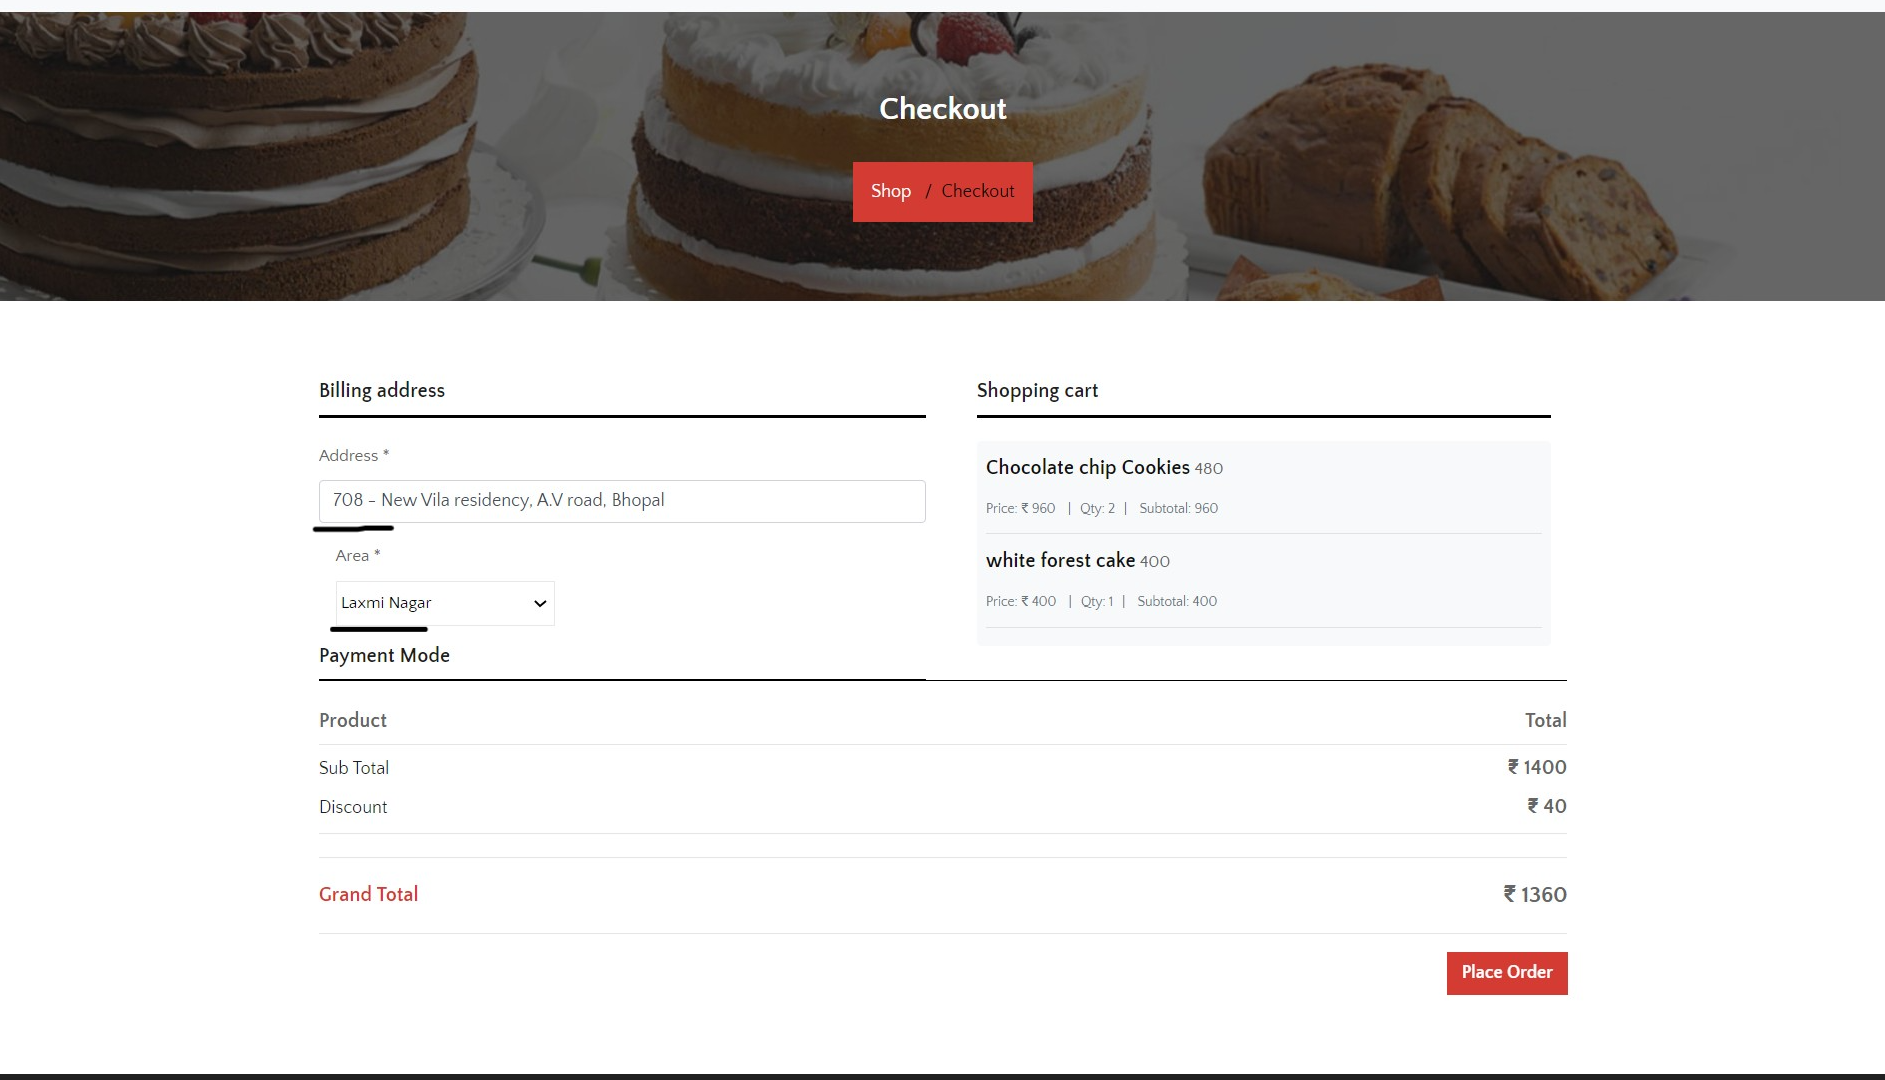 Checkout
Shop / Checkout
Billing address
Address *
708 - New Vila residency, A.V road, Bhopal
Area *
Laxmi Nagar
Shopping cart
Chocolate chip Cookies 480
Price: ₹ 960 | Qty: 2 | Subtotal: 960
white forest cake 400
Price: ₹ 400 | Qty: 1 | Subtotal: 400
Payment Mode
Product Total
Sub Total ₹ 1400
Discount ₹ 40
Grand Total ₹ 1360
Place Order